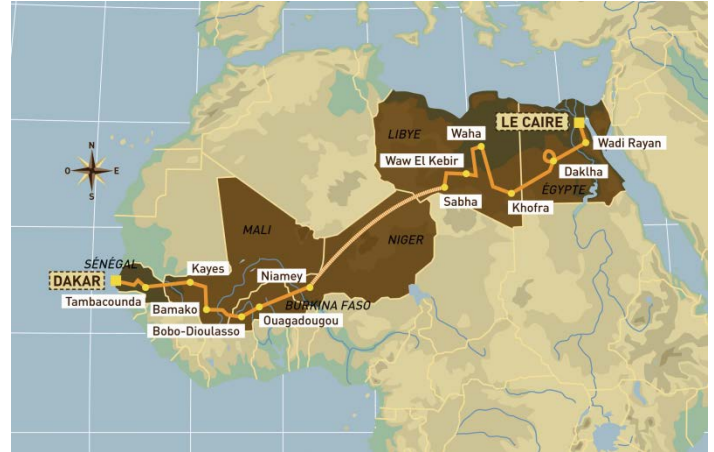 LIBYE
Waha
LE CAIRE
Wadi Rayan
Waw El Kebir
Daklha
ÉGYPTE
Sabha
Khofra
N
O
E
S
MALI
NIGER
SÉNÉGAL
DAKAR
Kayes
Niamey
Tambacounda
Bamako
BURKINA FASO
Ouagadougou
Bobo-Dioulasso